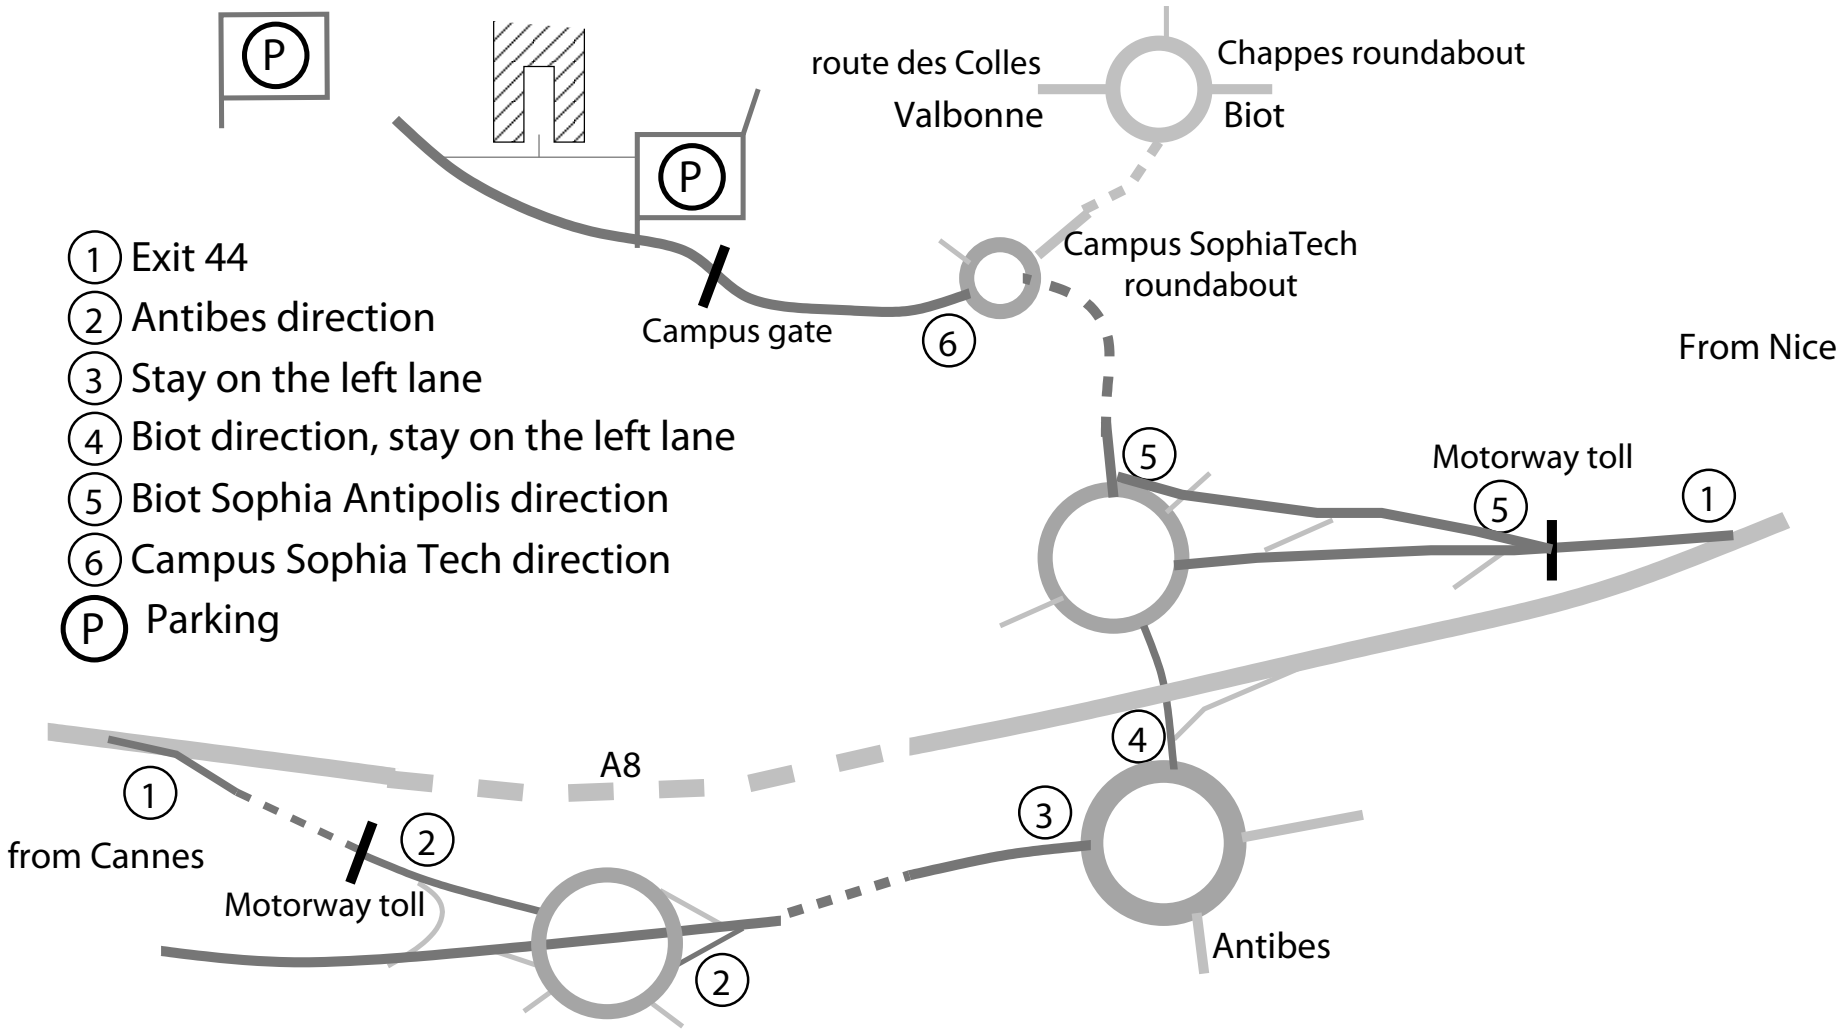 P
route des Colles
Chappes roundabout
Valbonne
Biot
P
Campus SophiaTech
roundabout
Campus gate
6
1 Exit 44
2 Antibes direction
3 Stay on the left lane
4 Biot direction, stay on the left lane
5 Biot Sophia Antipolis direction
6 Campus Sophia Tech direction
P Parking
From Nice
5
Motorway toll
5
1
4
A8
1
from Cannes
2
Motorway toll
3
2
Antibes